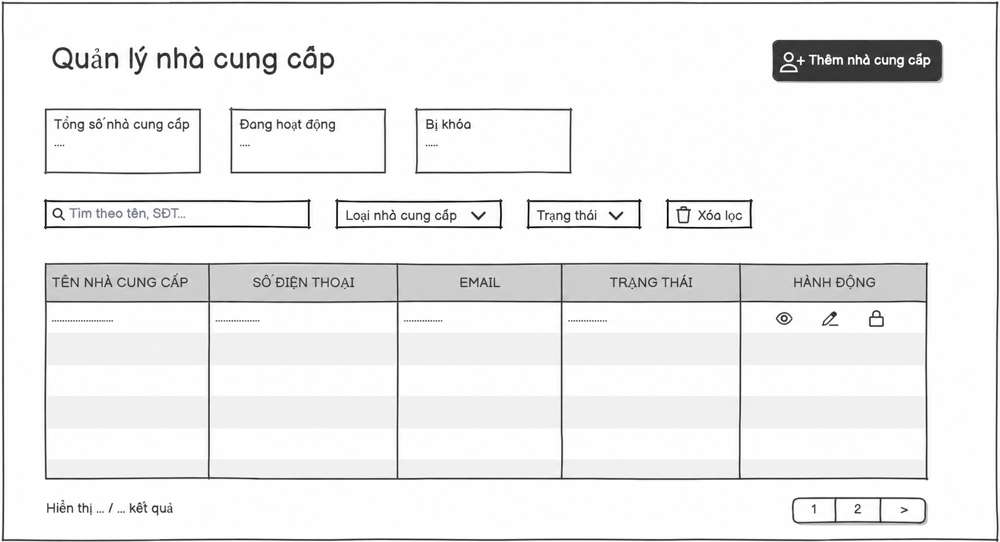 Quản lý nhà cung cấp
Thêm nhà cung cấp
Tổng số nhà cung cấp
....
Đang hoạt động
....
Bị khóa
.....
Tìm theo tên, SĐT...
Loại nhà cung cấp
Trạng thái
Xóa lọc
TÊN NHÀ CUNG CẤP
SỐ ĐIỆN THOẠI
EMAIL
TRẠNG THÁI
HÀNH ĐỘNG
.......................
.................
...............
...............
Hiển thị ... / ... kết quả
1
2
>